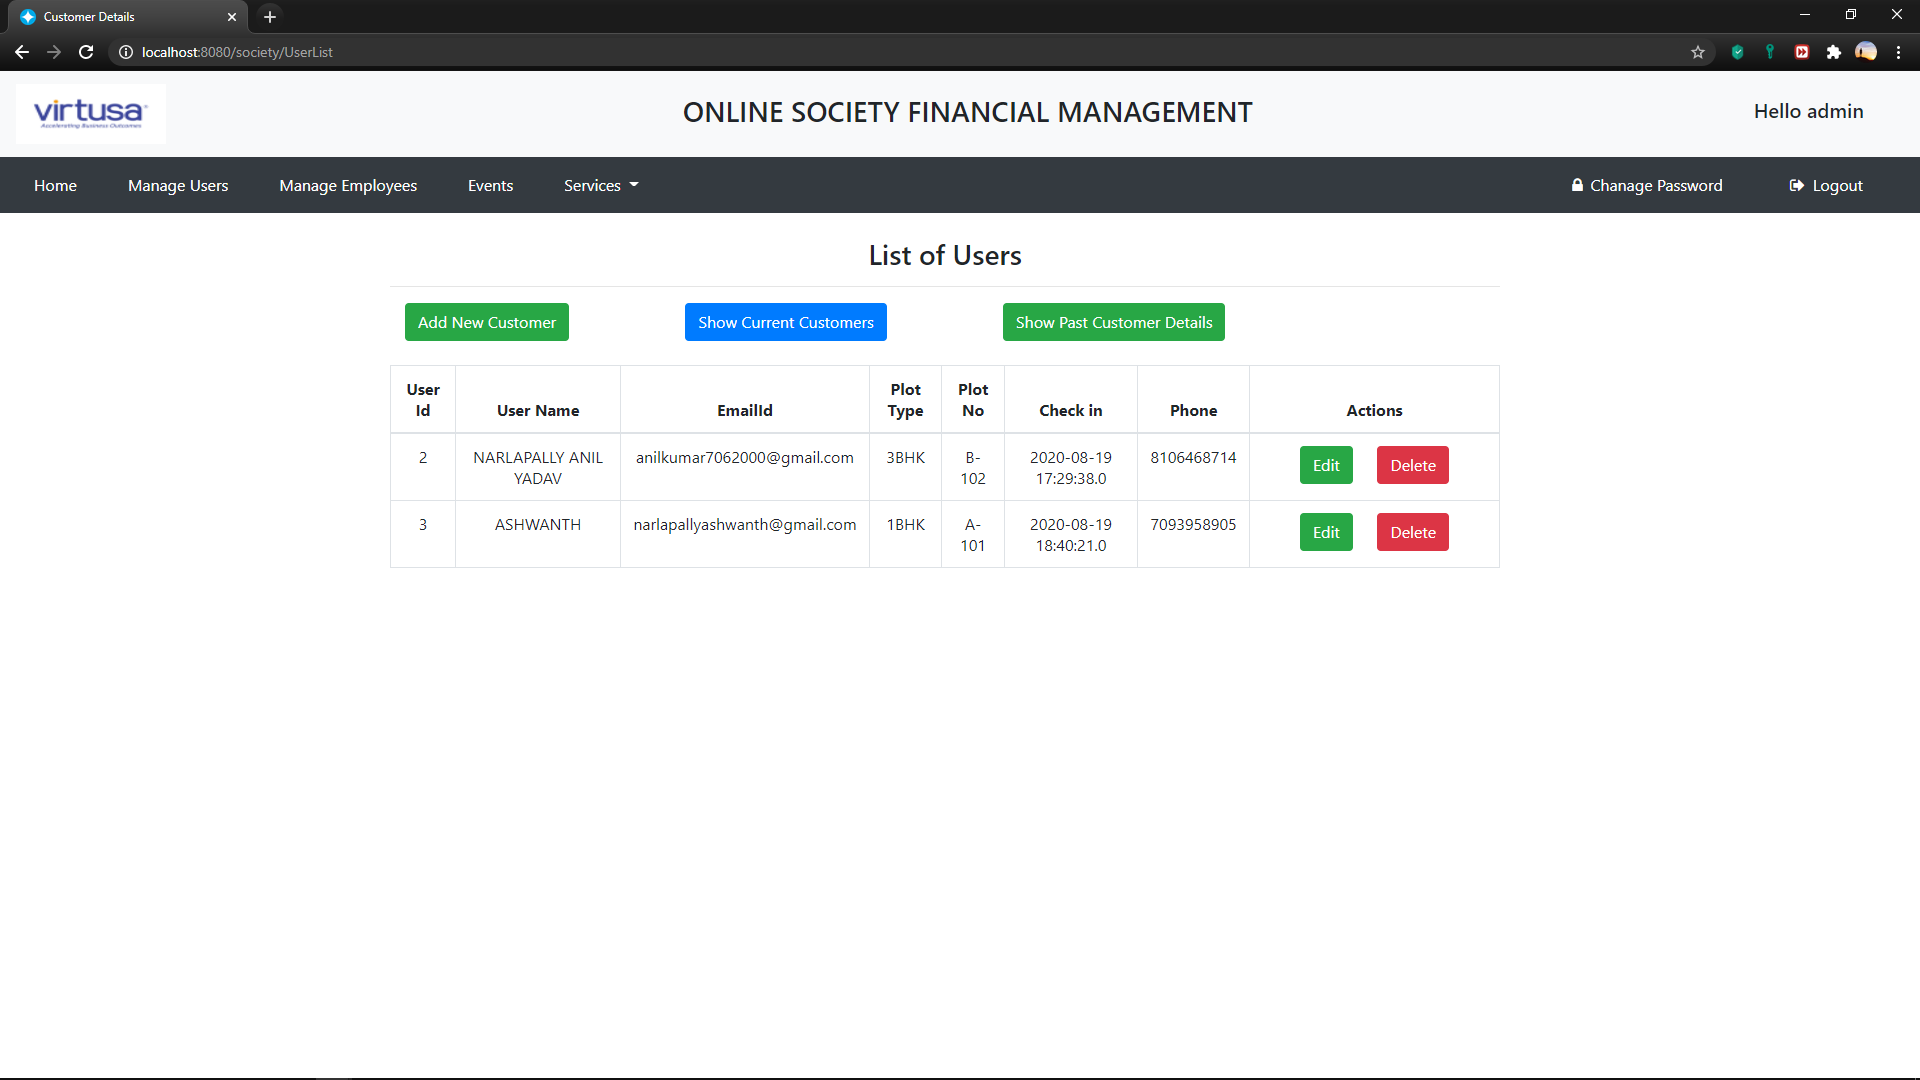 Customer Details
localhost:8080/society/UserList
virtusa
Accelerating Business Outcomes
ONLINE SOCIETY FINANCIAL MANAGEMENT
Hello admin
Home Manage Users Manage Employees Events Services Chanage Password Logout
List of Users
Add New Customer Show Current Customers Show Past Customer Details
User Plot Plot
Id User Name EmailId Type No Check in Phone Actions
2 NARLAPALLY ANIL anilkumar7062000@gmail.com 3BHK B- 2020-08-19 8106468714 Edit Delete
YADAV 102 17:29:38.0
3 ASHWANTH narlapallyashwanth@gmail.com 1BHK A- 2020-08-19 7093958905 Edit Delete
101 18:40:21.0